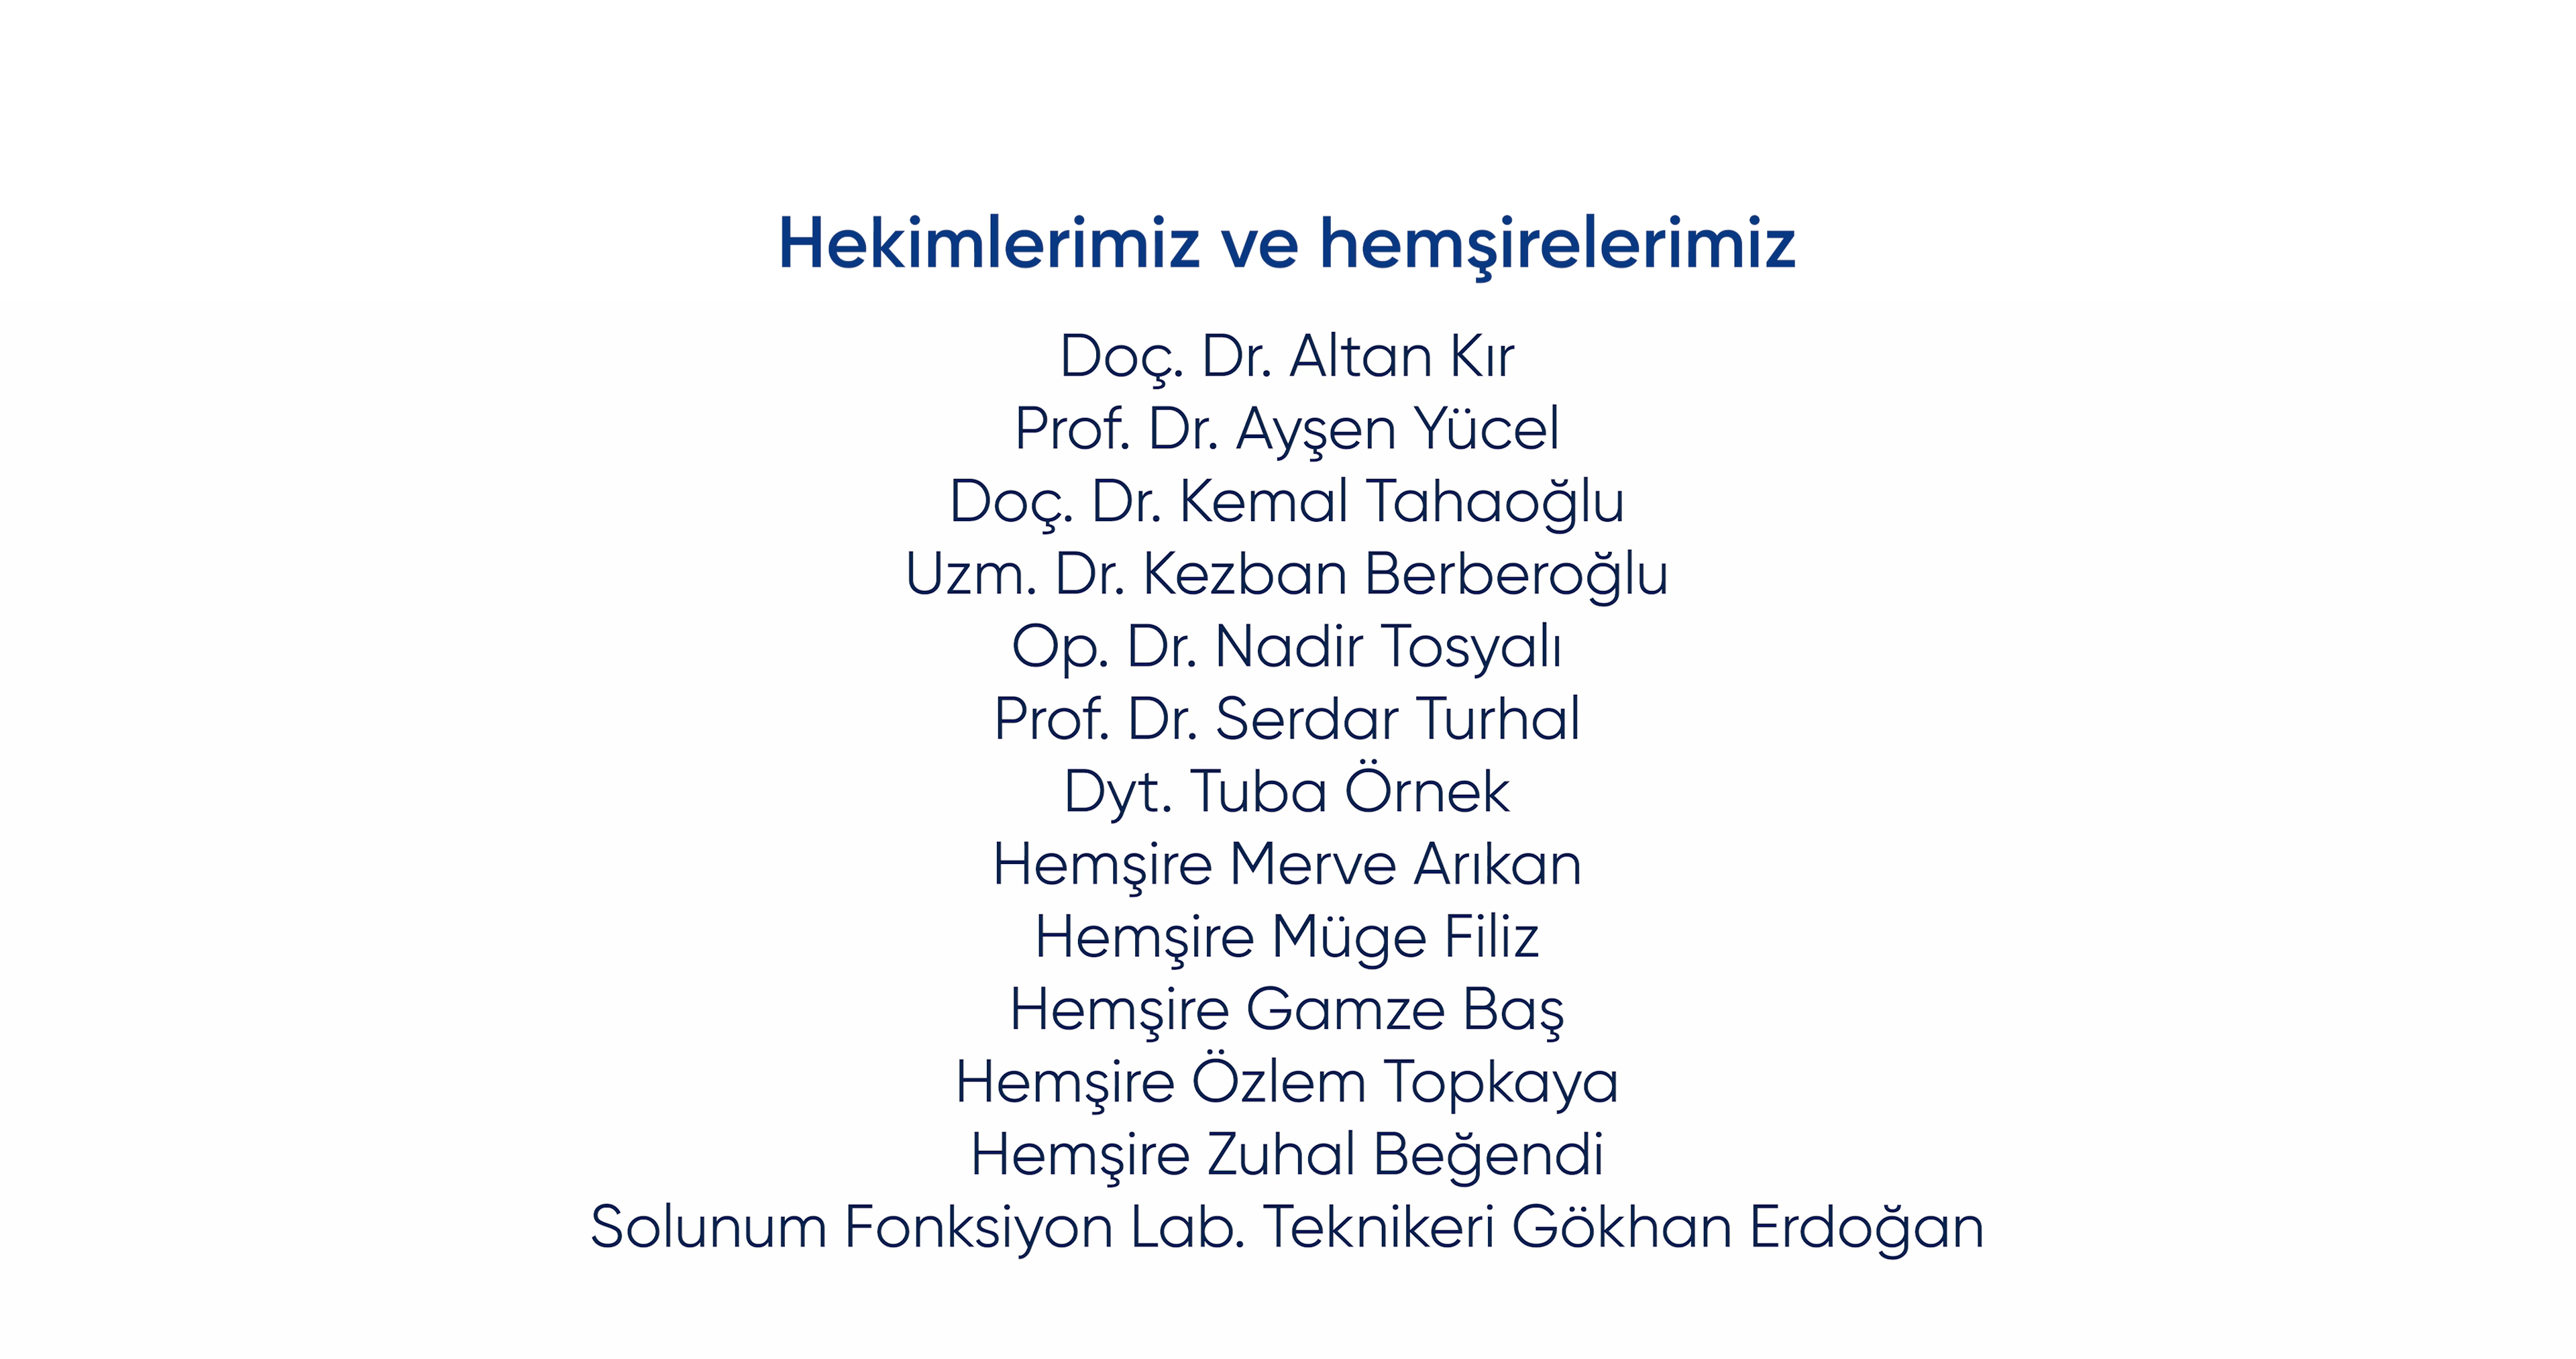 Hekimlerimiz ve hemşirelerimiz
Doç. Dr. Altan Kır
Prof. Dr. Ayşen Yücel
Doç. Dr. Kemal Tahaoğlu
Uzm. Dr. Kezban Berberoğlu
Op. Dr. Nadir Tosyalı
Prof. Dr. Serdar Turhal
Dyt. Tuba Örnek
Hemşire Merve Arıkan
Hemşire Müge Filiz
Hemşire Gamze Baş
Hemşire Özlem Topkaya
Hemşire Zuhal Beğendi
Solunum Fonksiyon Lab. Teknikeri Gökhan Erdoğan